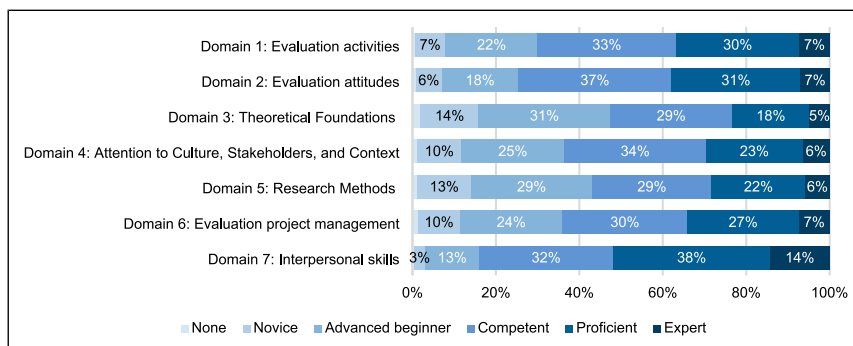 Domain 1: Evaluation activities 7% 22% 33% 30% 7%
Domain 2: Evaluation attitudes 6% 18% 37% 31% 7%
Domain 3: Theoretical Foundations 14% 31% 29% 18% 5%
Domain 4: Attention to Culture, Stakeholders, and Context 10% 25% 34% 23% 6%
Domain 5: Research Methods 13% 29% 29% 22% 6%
Domain 6: Evaluation project management 10% 24% 30% 27% 7%
Domain 7: Interpersonal skills 3% 13% 32% 38% 14%
0% 20% 40% 60% 80% 100%
None Novice Advanced beginner Competent Proficient Expert